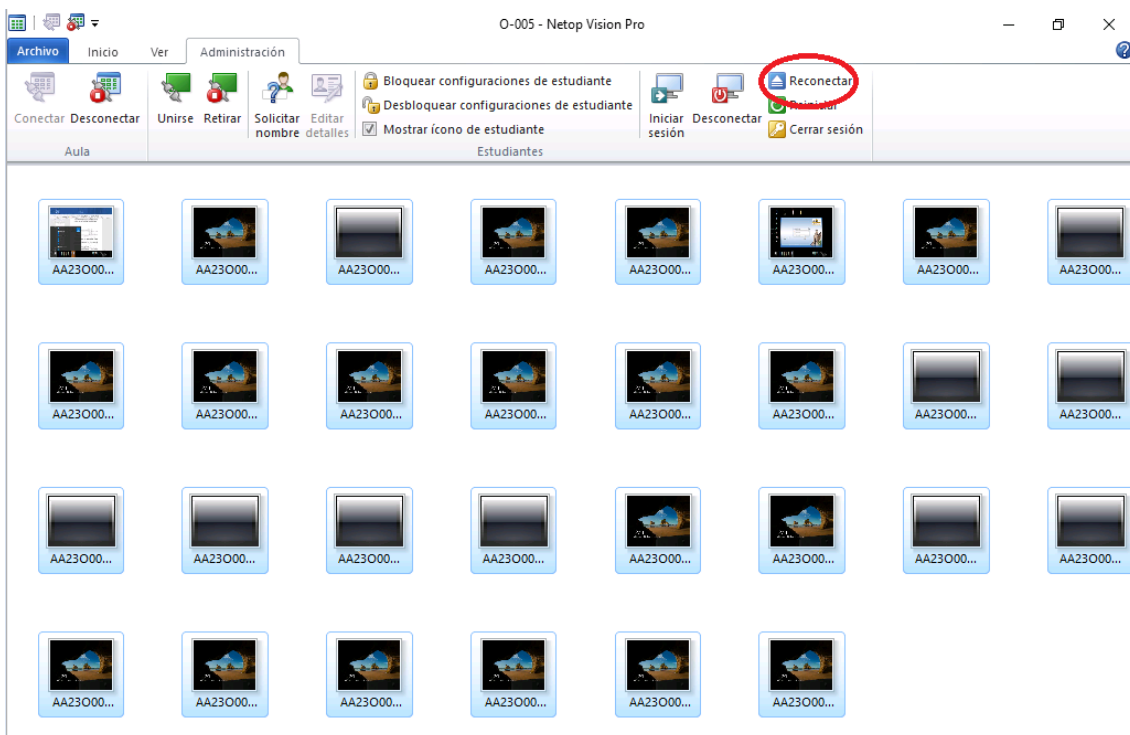 O-005 - Netop Vision Pro
Archivo Inicio Ver Administración
Conectar Desconectar Unirse Retirar Solicitar nombre Editar detalles
Bloquear configuraciones de estudiante
Desbloquear configuraciones de estudiante
Mostrar ícono de estudiante
Iniciar sesión Desconectar
Reconectar
Reiniciar
Cerrar sesión
Aula Estudiantes
AA23O00... AA23O00... AA23O00... AA23O00... AA23O00... AA23O00... AA23O00... AA23O00...
AA23O00... AA23O00... AA23O00... AA23O00... AA23O00... AA23O00... AA23O00... AA23O00...
AA23O00... AA23O00... AA23O00... AA23O00... AA23O00... AA23O00... AA23O00... AA23O00...
AA23O00... AA23O00... AA23O00... AA23O00... AA23O00... AA23O00...